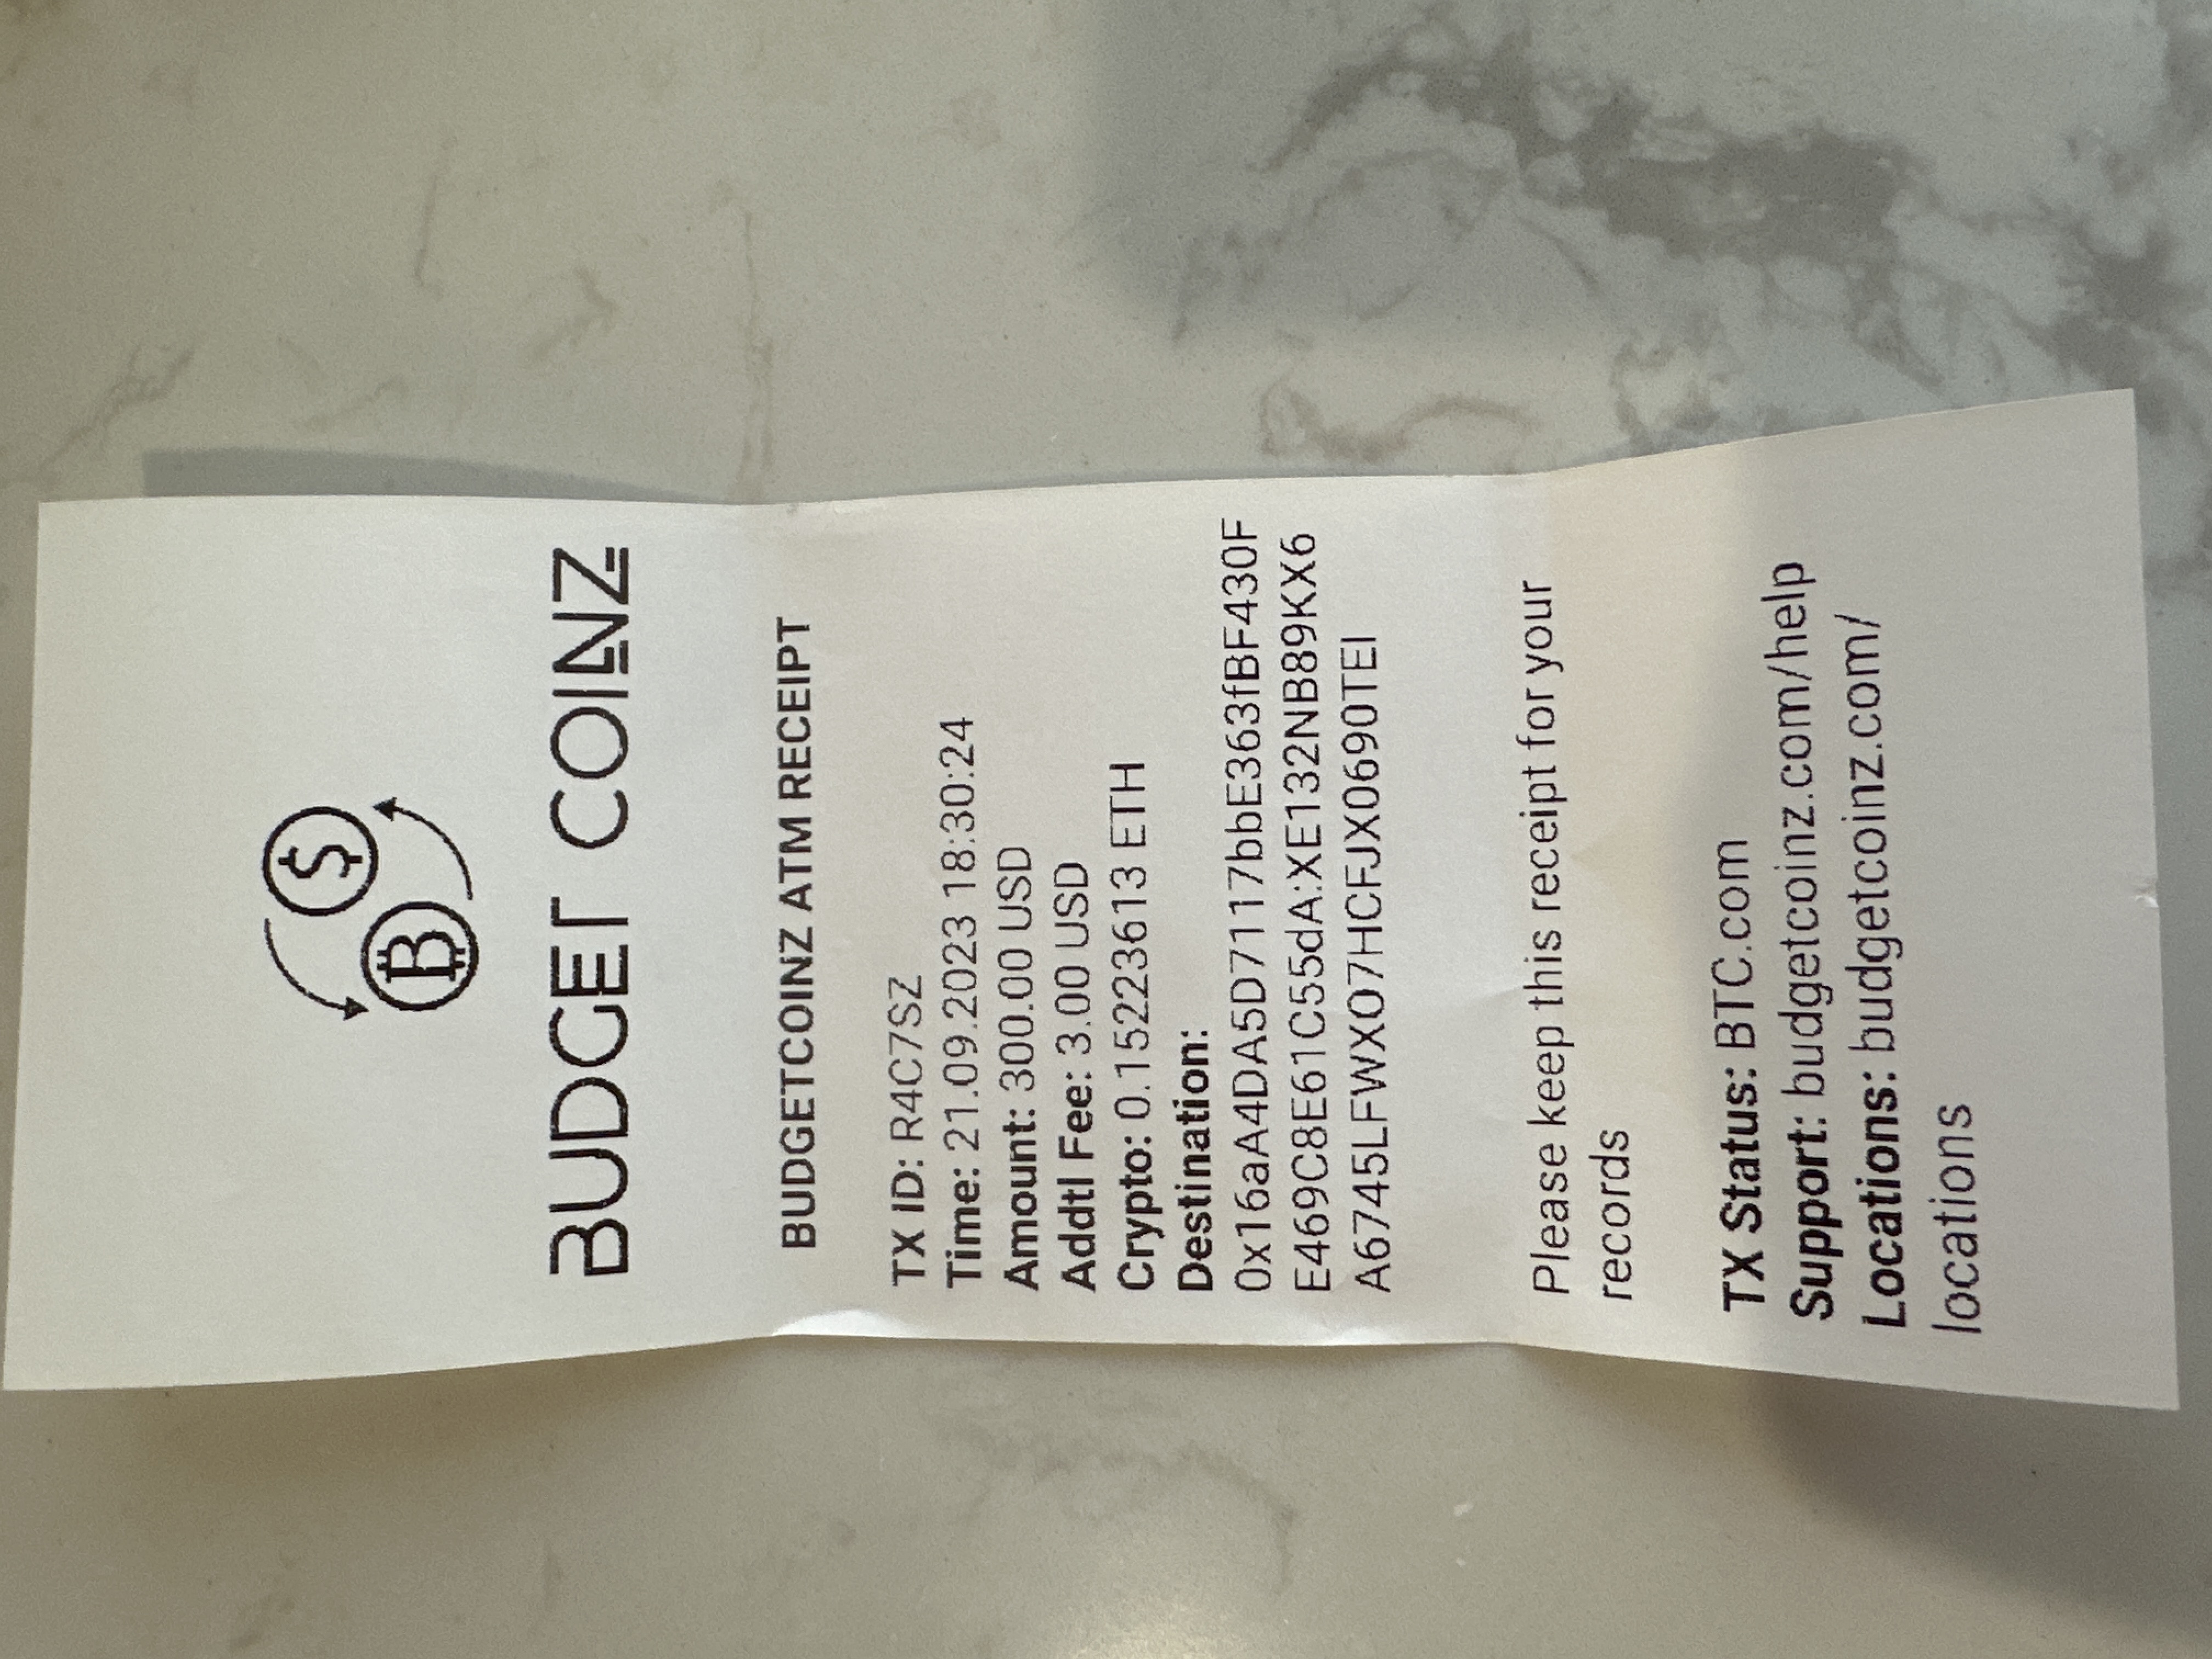 BUDGET COINZ
BUDGETCOINZ ATM RECEIPT
TX ID: R4C7SZ
Time: 21.09.2023 18:30:24
Amount: 300.00 USD
Addtl Fee: 3.00 USD
Crypto: 0.15223613 ETH
Destination:
0x16aA4DA5D7117bbE363fBF430F
E469C8E61C55dA:XE132NB89KX6
A6745LFWXO7HCFJX0690TEI
Please keep this receipt for your
records
TX Status: BTC.com
Support: budgetcoinz.com/help
Locations: budgetcoinz.com/
locations